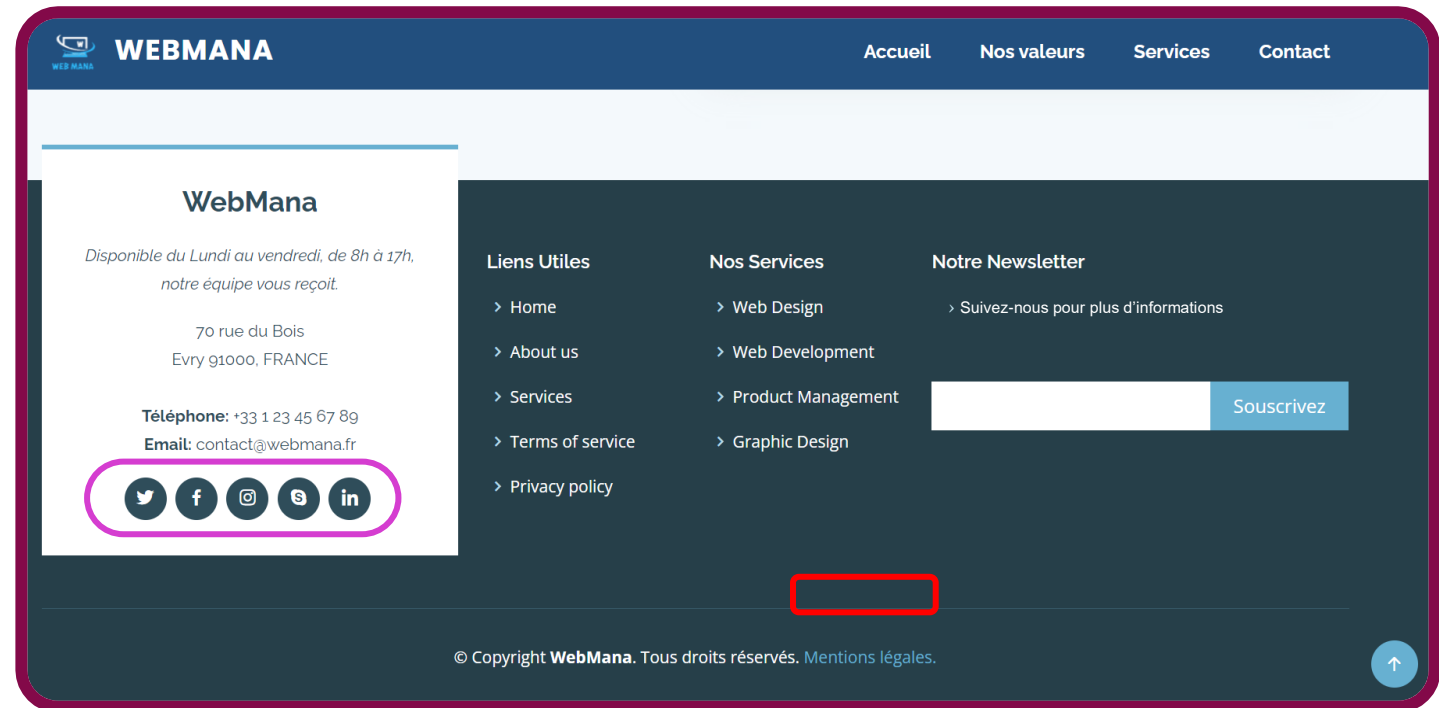 WEB MANA
WEBMANA
Accueil
Nos valeurs
Services
Contact
WebMana
Disponible du Lundi au vendredi, de 8h à 17h,
notre équipe vous reçoit.
70 rue du Bois
Evry 91000, FRANCE
Téléphone: +33 1 23 45 67 89
Email: contact@webmana.fr
Liens Utiles
Home
About us
Services
Terms of service
Privacy policy
Nos Services
Web Design
Web Development
Product Management
Graphic Design
Notre Newsletter
Suivez-nous pour plus d’informations
Souscrivez
© Copyright WebMana. Tous droits réservés. Mentions légales.